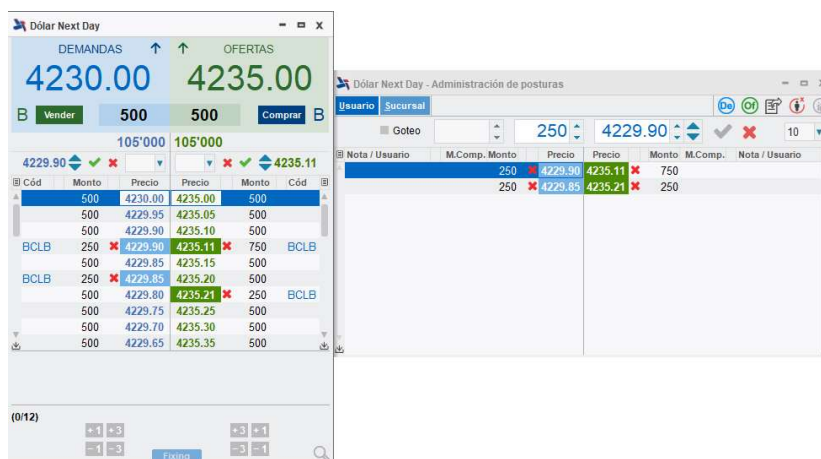 Dólar Next Day
DEMANDAS OFERTAS
4230.00 4235.00
B Vender 500 500 Comprar B
105'000 105'000
4229.90 4235.11
Cód Monto Precio Precio Monto Cód
500 4230.00 4235.00 500
500 4229.95 4235.05 500
500 4229.90 4235.10 500
BCLB 250 4229.90 4235.11 750 BCLB
500 4229.85 4235.15 500
BCLB 250 4229.85 4235.20 500
500 4229.80 4235.21 250 BCLB
500 4229.75 4235.25 500
500 4229.70 4235.30 500
500 4229.65 4235.35 500
(0/12)
+1 +3 +3 +1
-1 -3 -3 -1
Fixing
Dólar Next Day - Administración de posturas
Usuario Sucursal De Of
Goteo 250 4229.90 10
Nota / Usuario M.Comp. Monto Precio Precio Monto M.Comp. Nota / Usuario
250 4229.90 4235.11 750
250 4229.85 4235.21 250